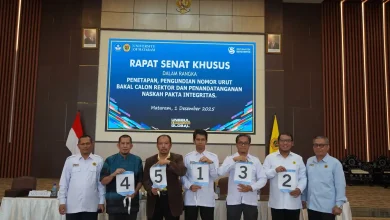 RAPAT SENAT KHUSUS
DALAM RANGKA
PENETAPAN, PENGUNDIAN NOMOR URUT
BAKAL CALON REKTOR DAN PENANDATANGANAN
NASKAH PAKTA INTEGRITAS.
Mataram, 1 Desember 2025
4 5 1 3 2